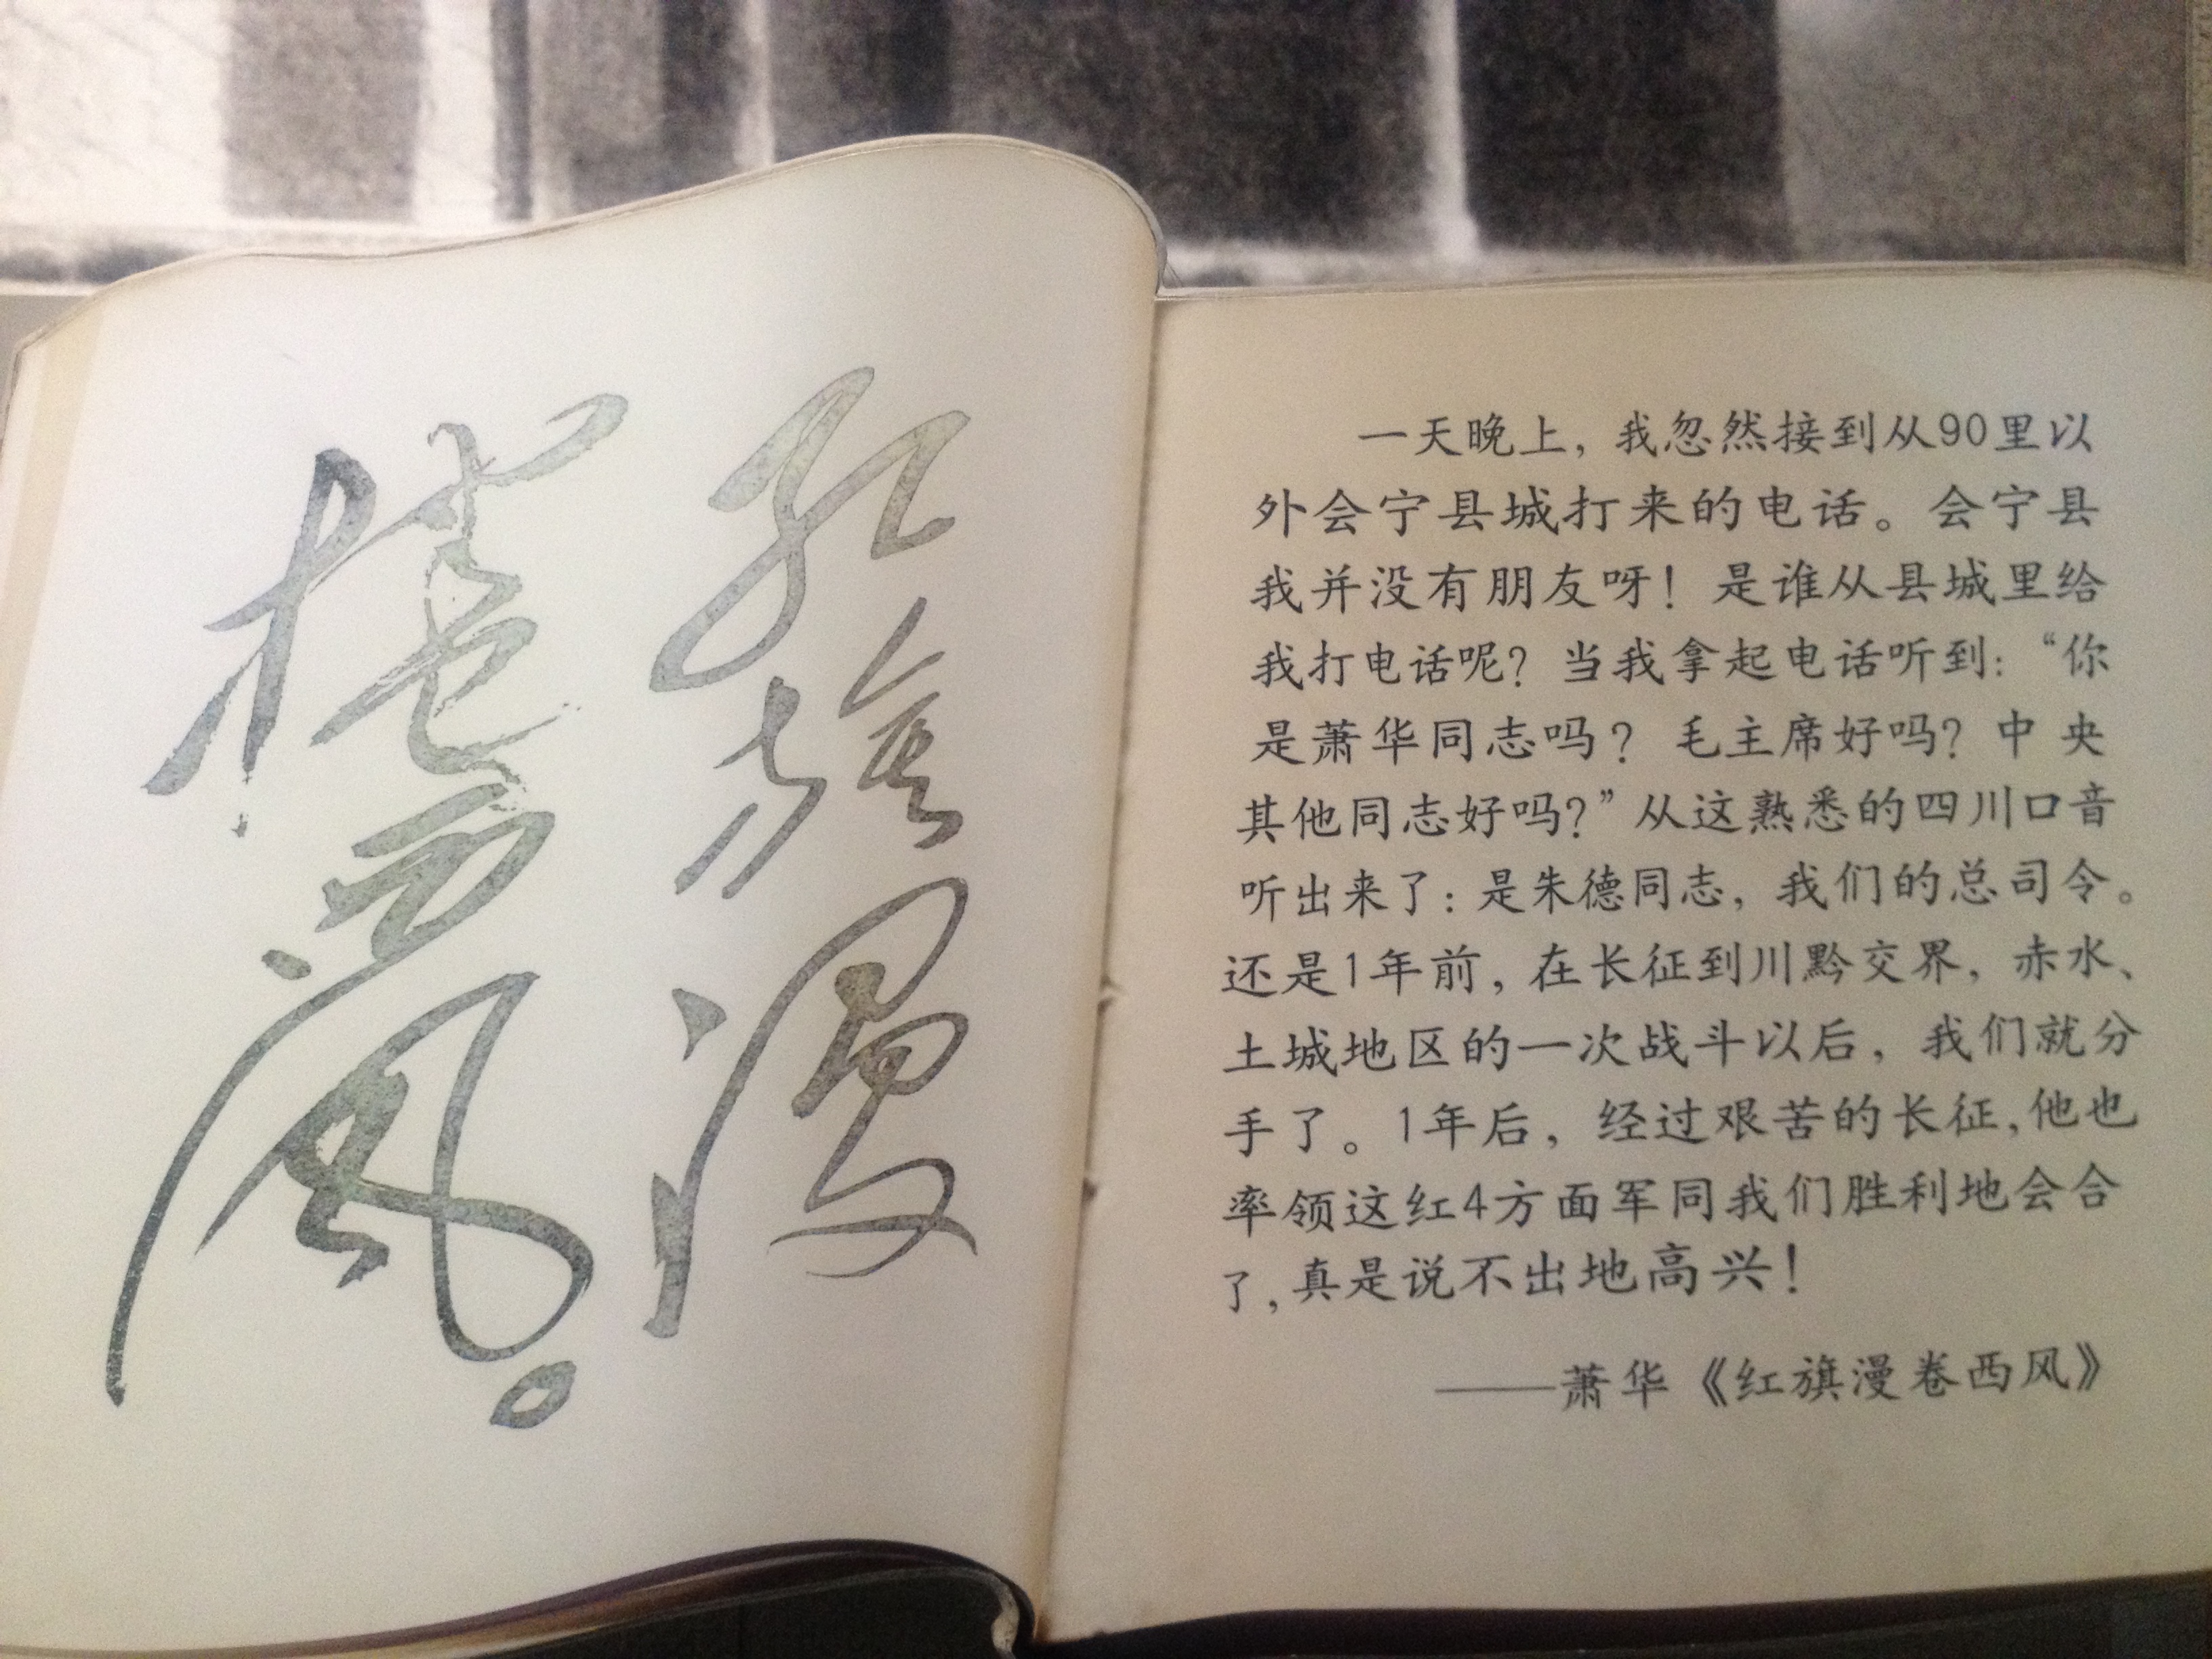 红旗漫
捲西风。
一天晚上，我忽然接到从90里以
外会宁县城打来的电话。会宁县
我并没有朋友呀！是谁从县城里给
我打电话呢？当我拿起电话听到：“你
是萧华同志吗？毛主席好吗？中央
其他同志好吗？”从这熟悉的四川口音
听出来了：是朱德同志，我们的总司令。
还是1年前，在长征到川黔交界，赤水、
土城地区的一次战斗以后，我们就分
手了。1年后，经过艰苦的长征,他也
率领这红4方面军同我们胜利地会合
了,真是说不出地高兴！
——萧华《红旗漫卷西风》